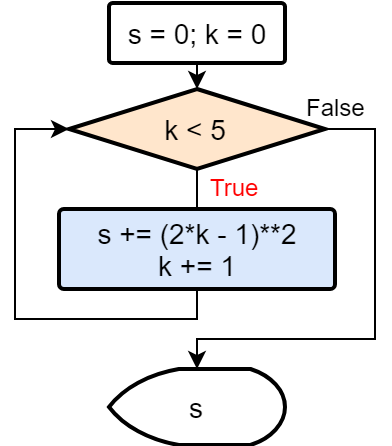 s = 0; k = 0
k < 5
False
True
s += (2*k - 1)**2
k += 1
s